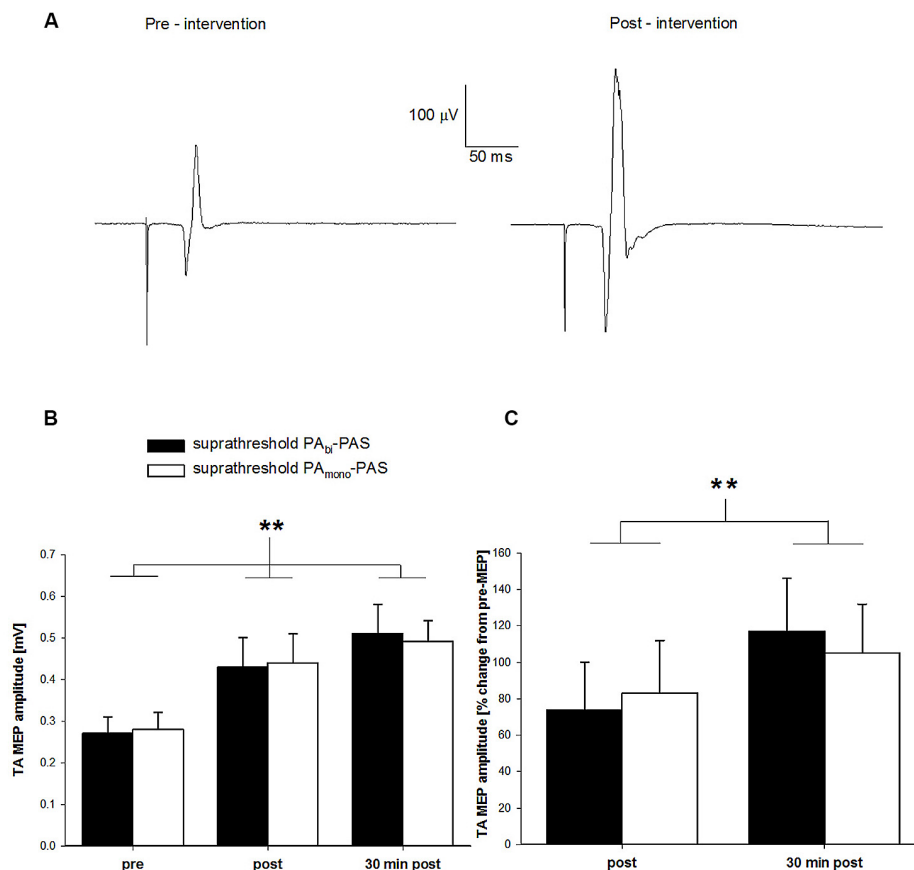 A
Pre - intervention
Post - intervention
100 µV
50 ms
B
suprathreshold PAbi-PAS
suprathreshold PAmono-PAS
**
TA MEP amplitude [mV]
0.7
0.6
0.5
0.4
0.3
0.2
0.1
0.0
pre
post
30 min post
C
**
TA MEP amplitude [% change from pre-MEP]
160
140
120
100
80
60
40
20
0
post
30 min post